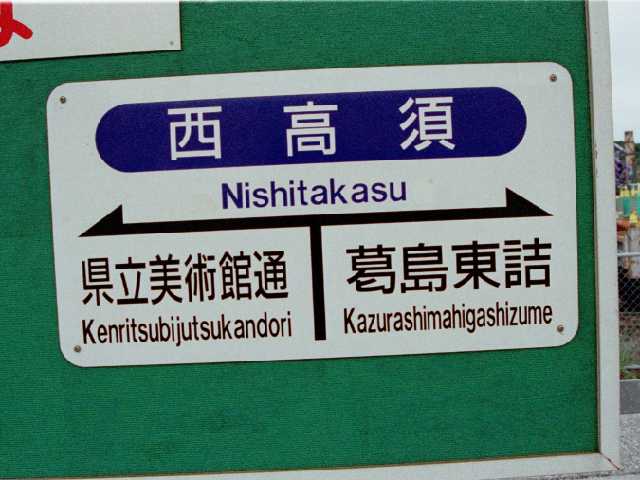 西高須
Nishitakasu
県立美術館通
Kenritsubijutsukandori
葛島東詰
Kazurashimahigashizume